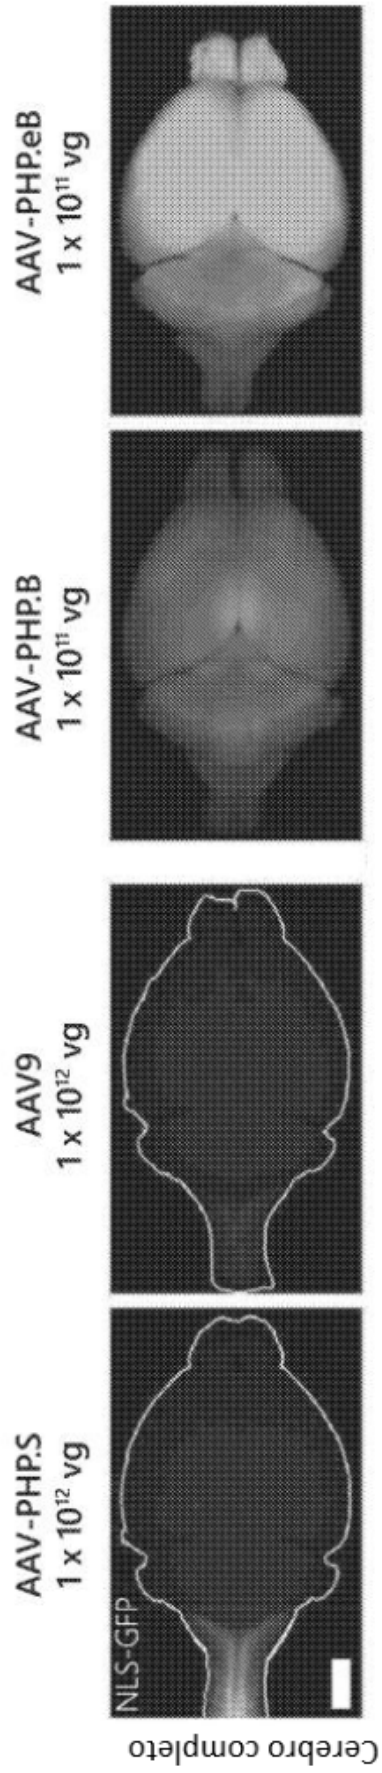 AAV-PHP.S
1 x 10¹² vg
AAV9
1 x 10¹² vg
AAV-PHP.B
1 x 10¹¹ vg
AAV-PHP.eB
1 x 10¹¹ vg
NLS-GFP
Cerebro completo